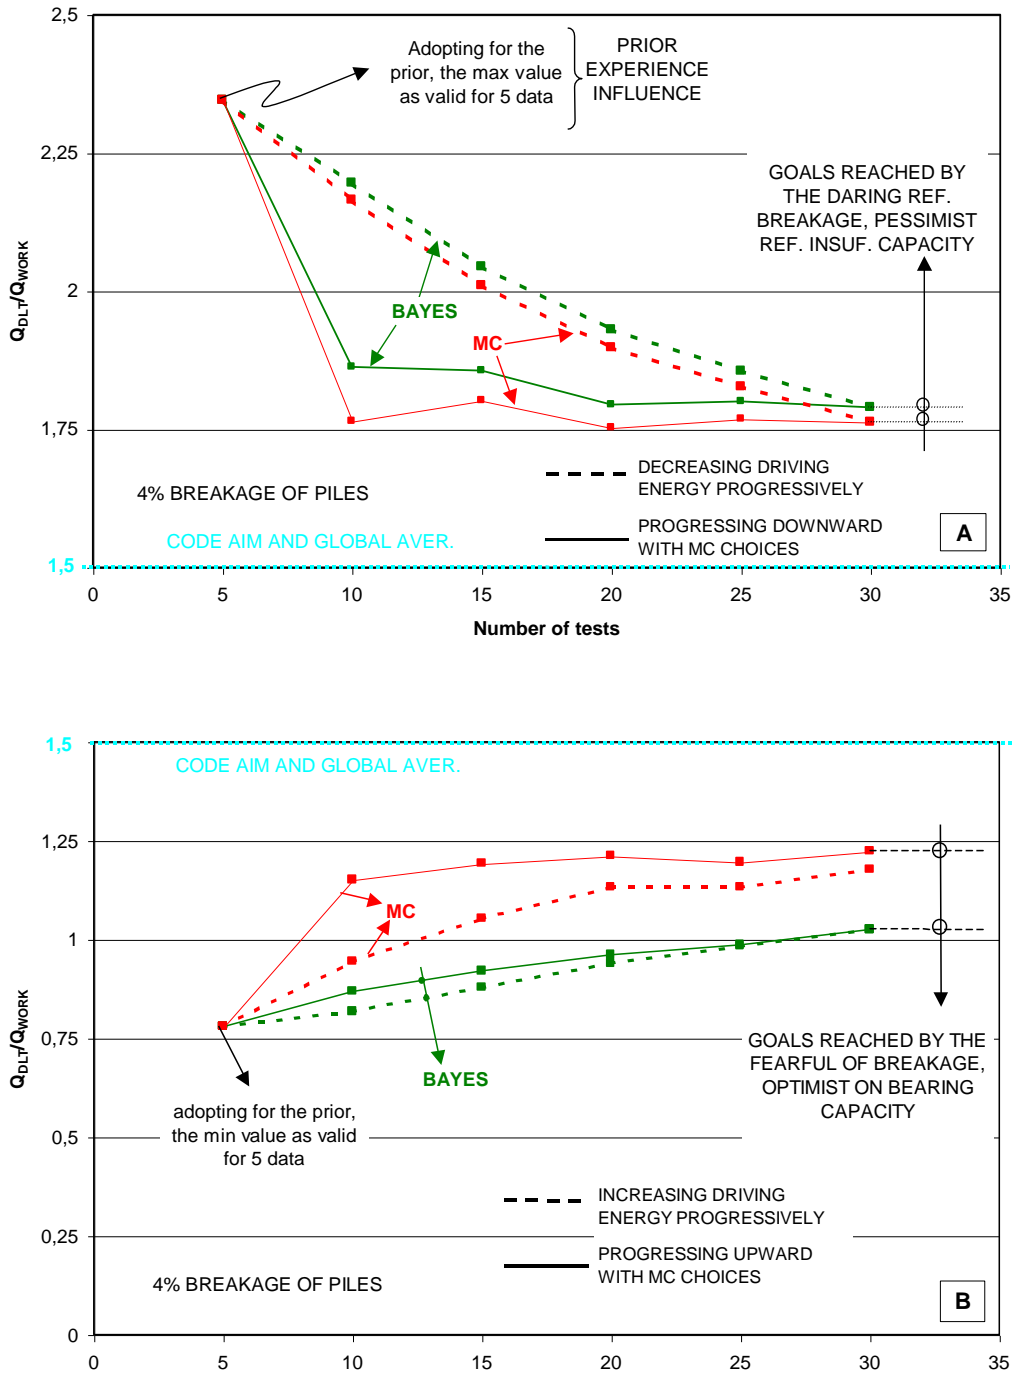 2,5
2,25
2
1,75
1,5
Q_DLT/Q_WORK
Adopting for the
prior, the max value
as valid for 5 data
PRIOR
EXPERIENCE
INFLUENCE
GOALS REACHED BY
THE DARING REF.
BREAKAGE, PESSIMIST
REF. INSUF. CAPACITY
BAYES
MC
4% BREAKAGE OF PILES
DECREASING DRIVING
ENERGY PROGRESSIVELY
PROGRESSING DOWNWARD
WITH MC CHOICES
CODE AIM AND GLOBAL AVER.
A
0 5 10 15 20 25 30 35
Number of tests
1,5
1,25
1
0,75
0,5
0,25
0
Q_DLT/Q_WORK
CODE AIM AND GLOBAL AVER.
MC
BAYES
adopting for the prior,
the min value as valid
for 5 data
GOALS REACHED BY THE
FEARFUL OF BREAKAGE,
OPTIMIST ON BEARING
CAPACITY
INCREASING DRIVING
ENERGY PROGRESSIVELY
PROGRESSING UPWARD
WITH MC CHOICES
4% BREAKAGE OF PILES
B
0 5 10 15 20 25 30 35